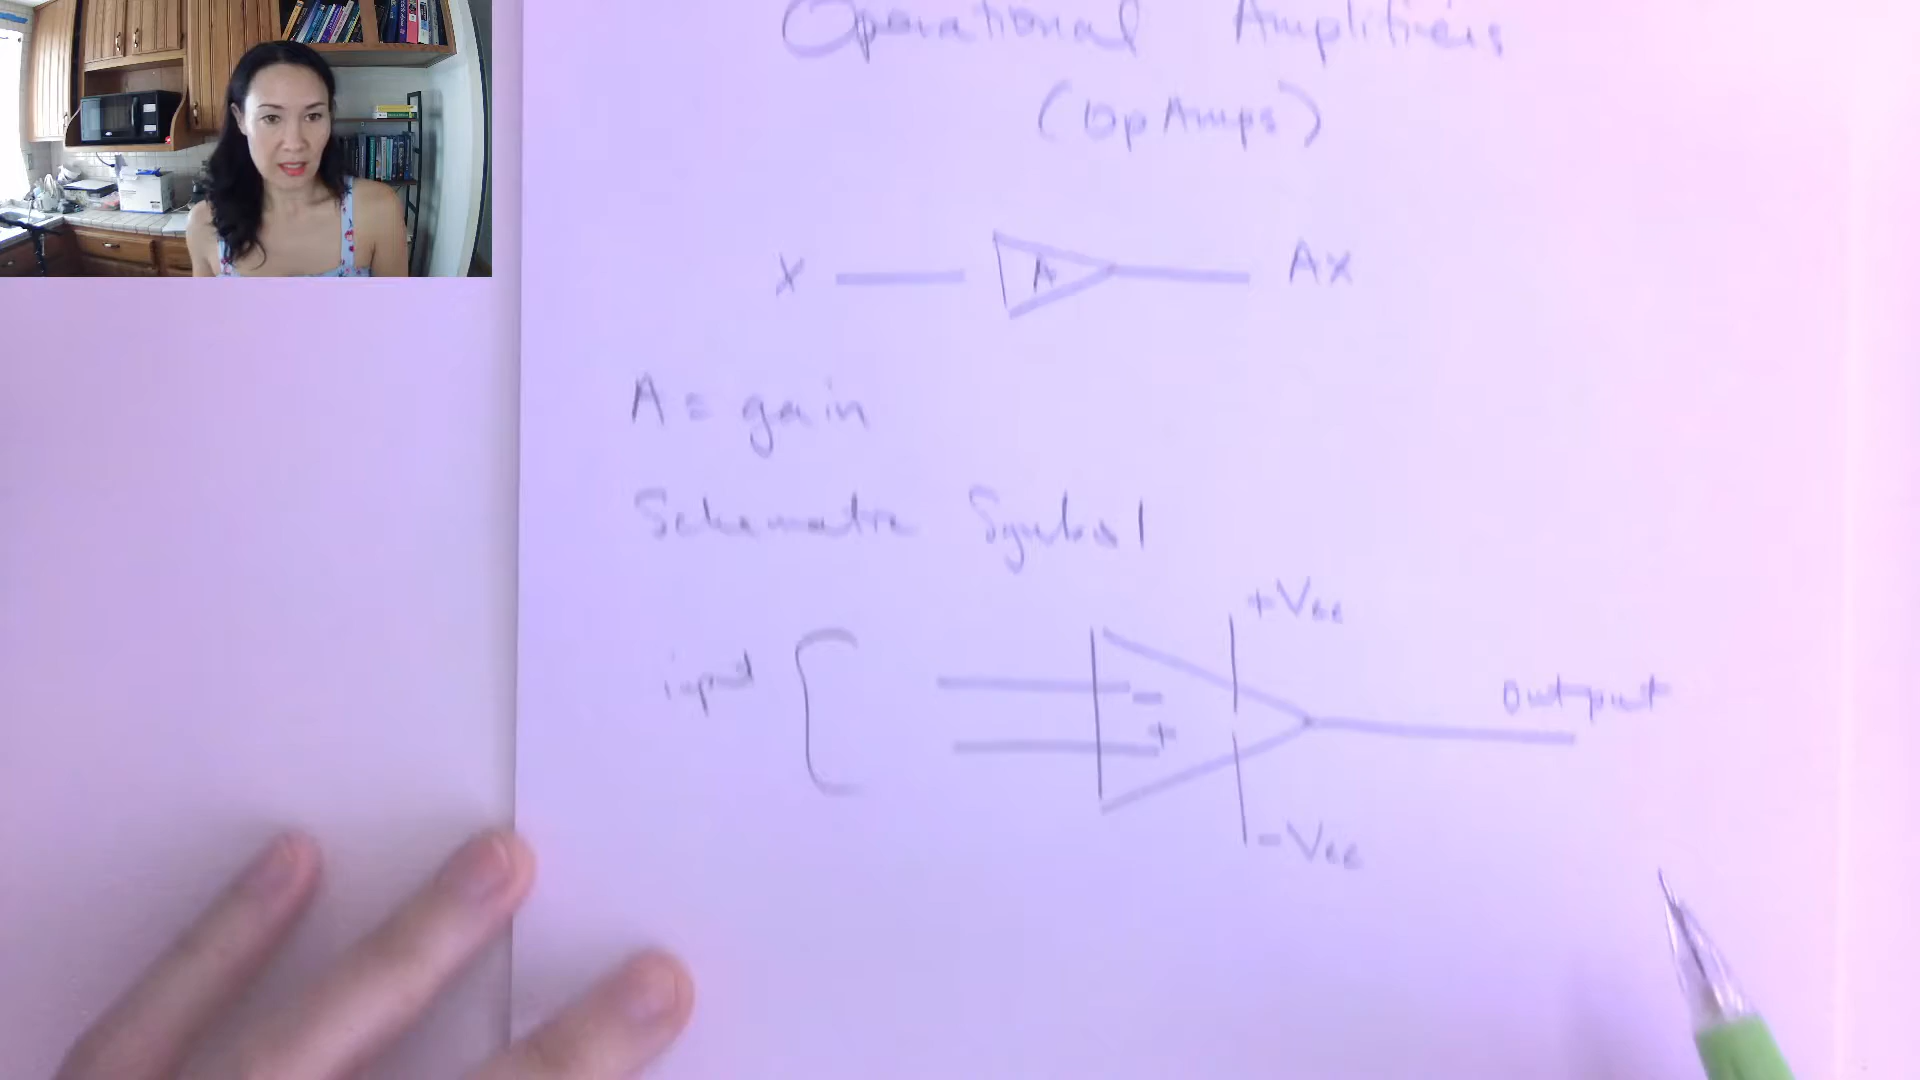 Operational Amplifiers
(Op Amps)
X A AX
A = gain
Schematic Symbol
+Vcc
input - output
+
-Vcc